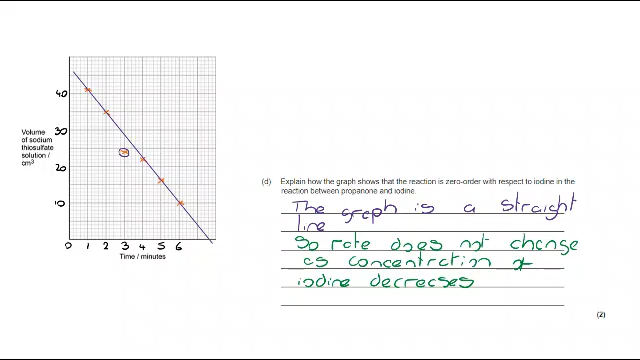 40
30
20
10
Volume
of sodium
thiosulfate
solution /
cm³
0 1 2 3 4 5 6
Time / minutes
(d) Explain how the graph shows that the reaction is zero-order with respect to iodine in the
reaction between propanone and iodine.
The graph is a straight
line
So rate does not change
as concentration
iodine decreases
(2)